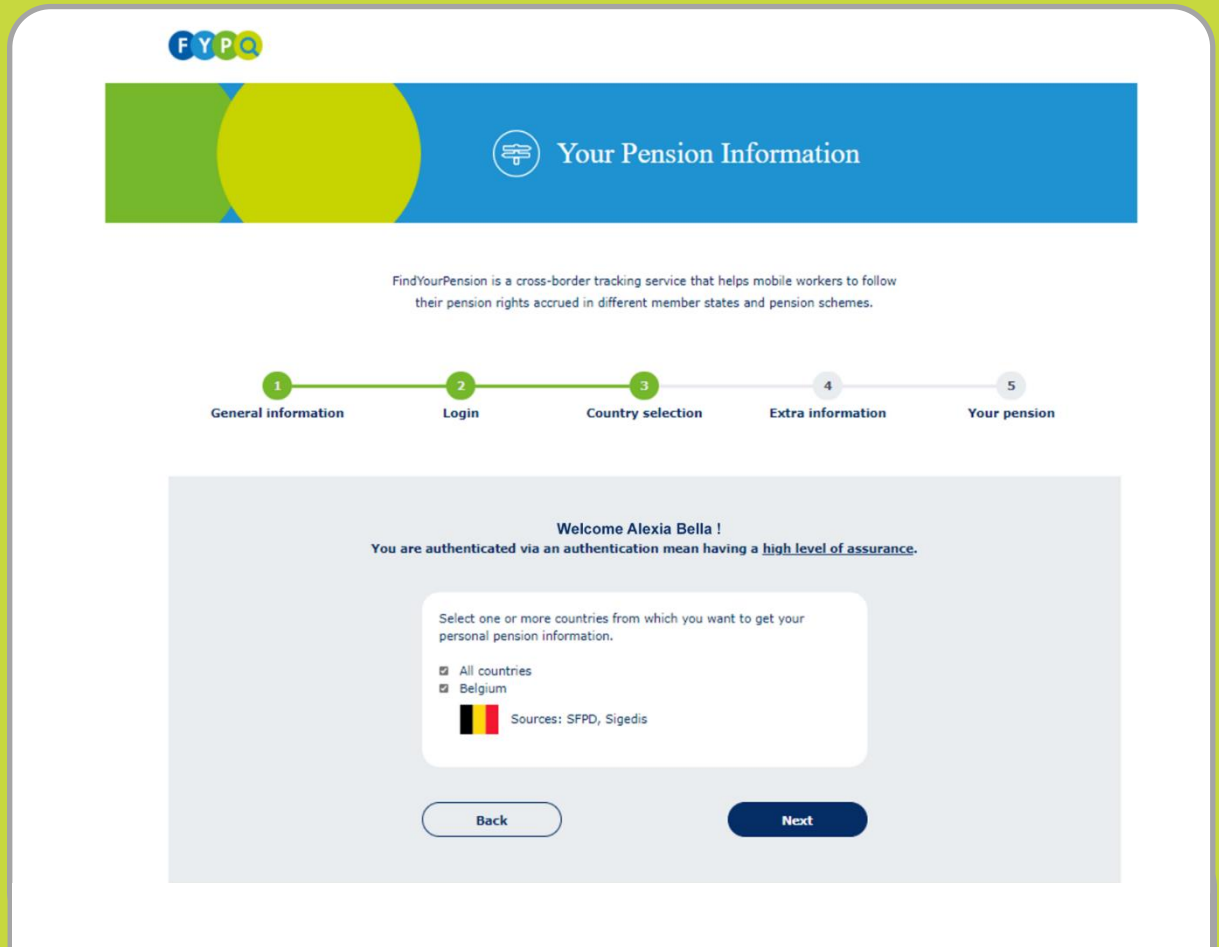 FYP
Your Pension Information
FindYourPension is a cross-border tracking service that helps mobile workers to follow
their pension rights accrued in different member states and pension schemes.
1 2 3 4 5
General information Login Country selection Extra information Your pension
Welcome Alexia Bella !
You are authenticated via an authentication mean having a high level of assurance.
Select one or more countries from which you want to get your
personal pension information.
All countries
Belgium
Sources: SFPD, Sigedis
Back Next